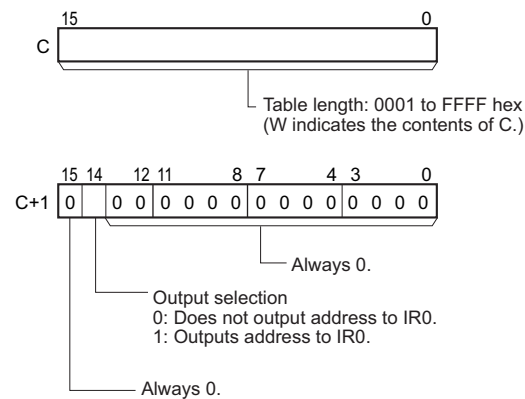 15 0
C
Table length: 0001 to FFFF hex
(W indicates the contents of C.)
15 14 12 11 8 7 4 3 0
C+1 0 0 0 0 0 0 0 0 0 0 0 0 0 0 0
Always 0.
Output selection
0: Does not output address to IR0.
1: Outputs address to IR0.
Always 0.